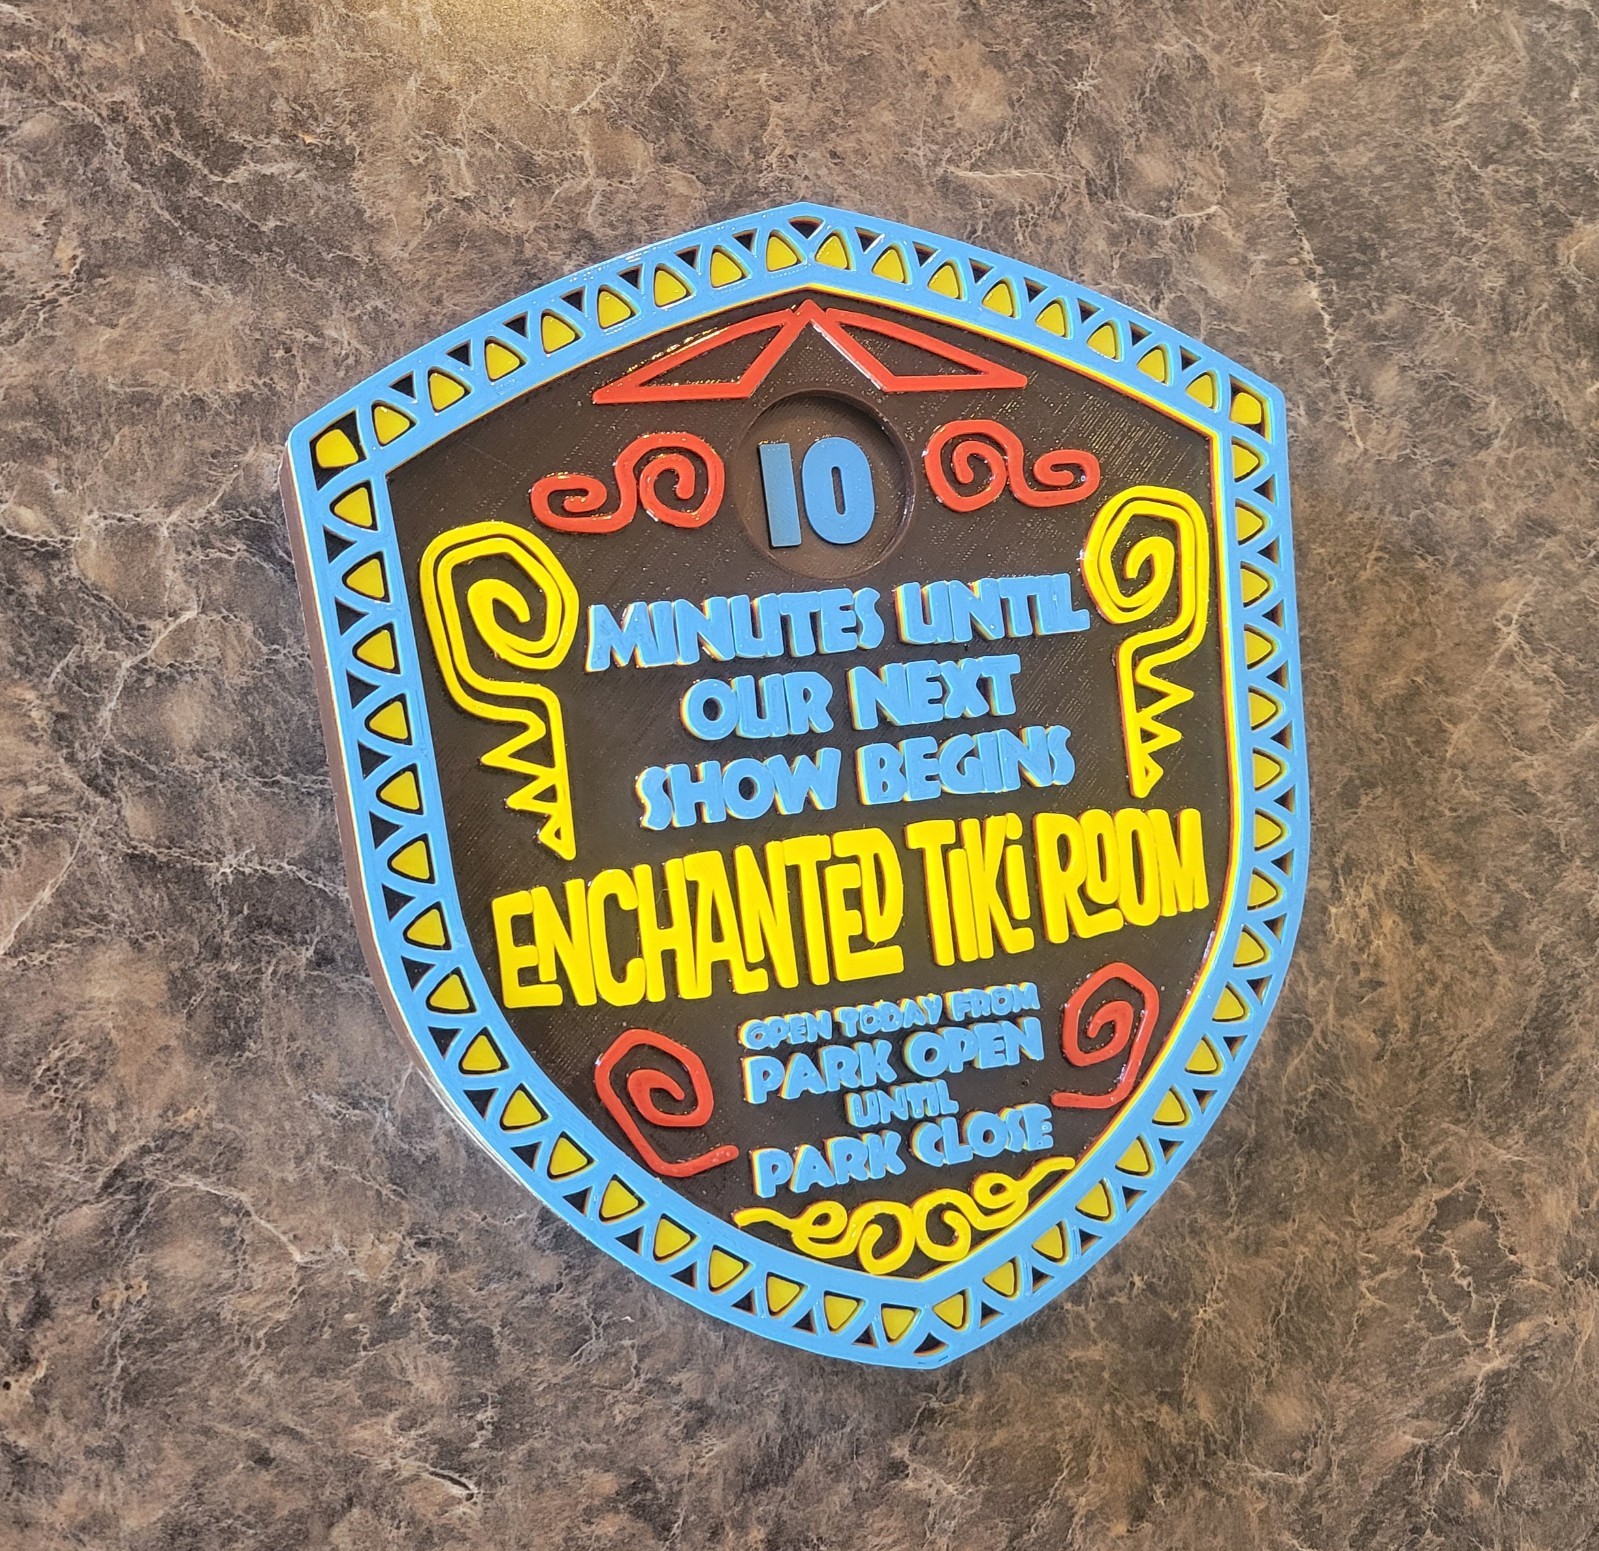 10
MINUTES UNTIL
OUR NEXT
SHOW BEGINS
ENCHANTED TiKi ROOM
OPEN TODAY FROM
PARK OPEN
UNTIL
PARK CLOSE